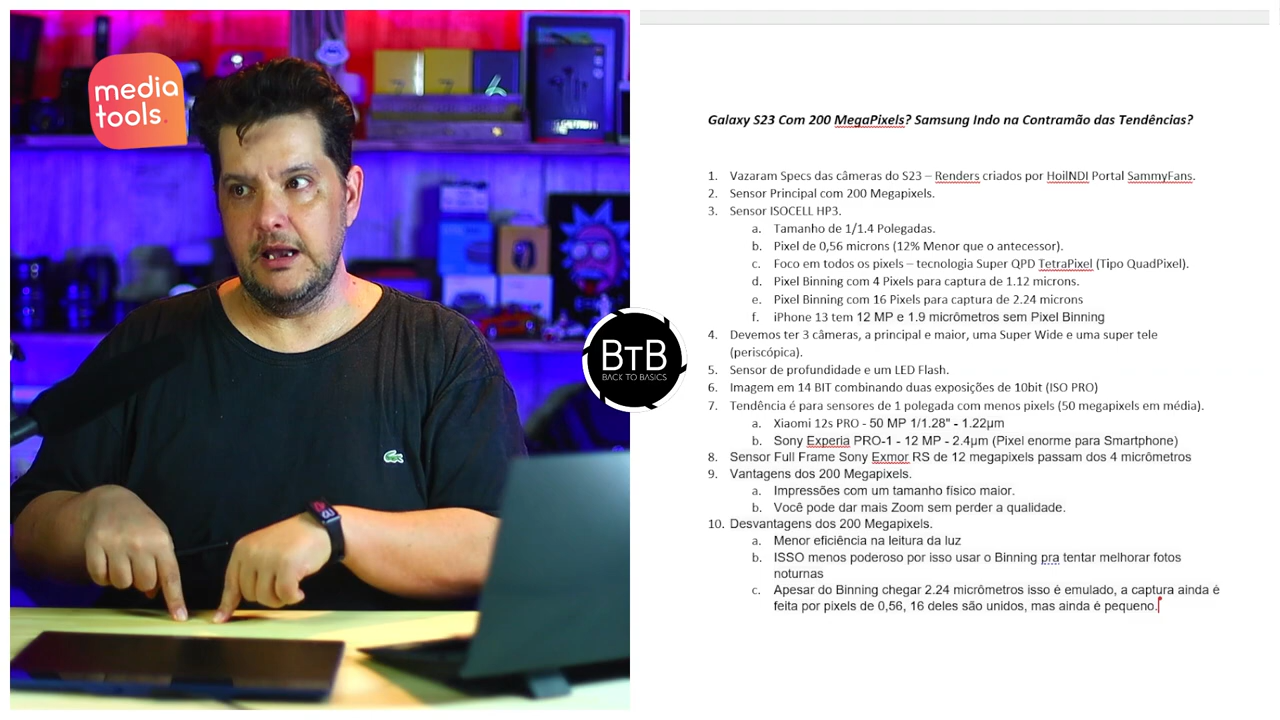 media
tools.
7
7
6
BTB
BACK TO BASICS
Galaxy S23 Com 200 MegaPixels? Samsung Indo na Contramão das Tendências?
1. Vazaram Specs das câmeras do S23 – Renders criados por HoilNDI Portal SammyFans.
2. Sensor Principal com 200 Megapixels.
3. Sensor ISOCELL HP3.
a. Tamanho de 1/1.4 Polegadas.
b. Pixel de 0,56 microns (12% Menor que o antecessor).
c. Foco em todos os pixels – tecnologia Super QPD TetraPixel (Tipo QuadPixel).
d. Pixel Binning com 4 Pixels para captura de 1.12 microns.
e. Pixel Binning com 16 Pixels para captura de 2.24 microns
f. iPhone 13 tem 12 MP e 1.9 micrômetros sem Pixel Binning
4. Devemos ter 3 câmeras, a principal e maior, uma Super Wide e uma super tele
(periscópica).
5. Sensor de profundidade e um LED Flash.
6. Imagem em 14 BIT combinando duas exposições de 10bit (ISO PRO)
7. Tendência é para sensores de 1 polegada com menos pixels (50 megapixels em média).
a. Xiaomi 12s PRO - 50 MP 1/1.28" - 1.22µm
b. Sony Experia PRO-1 - 12 MP - 2.4µm (Pixel enorme para Smartphone)
8. Sensor Full Frame Sony Exmor RS de 12 megapixels passam dos 4 micrômetros
9. Vantagens dos 200 Megapixels.
a. Impressões com um tamanho físico maior.
b. Você pode dar mais Zoom sem perder a qualidade.
10. Desvantagens dos 200 Megapixels.
a. Menor eficiência na leitura da luz
b. ISSO menos poderoso por isso usar o Binning pra tentar melhorar fotos
noturnas
c. Apesar do Binning chegar 2.24 micrômetros isso é emulado, a captura ainda é
feita por pixels de 0,56, 16 deles são unidos, mas ainda é pequeno.